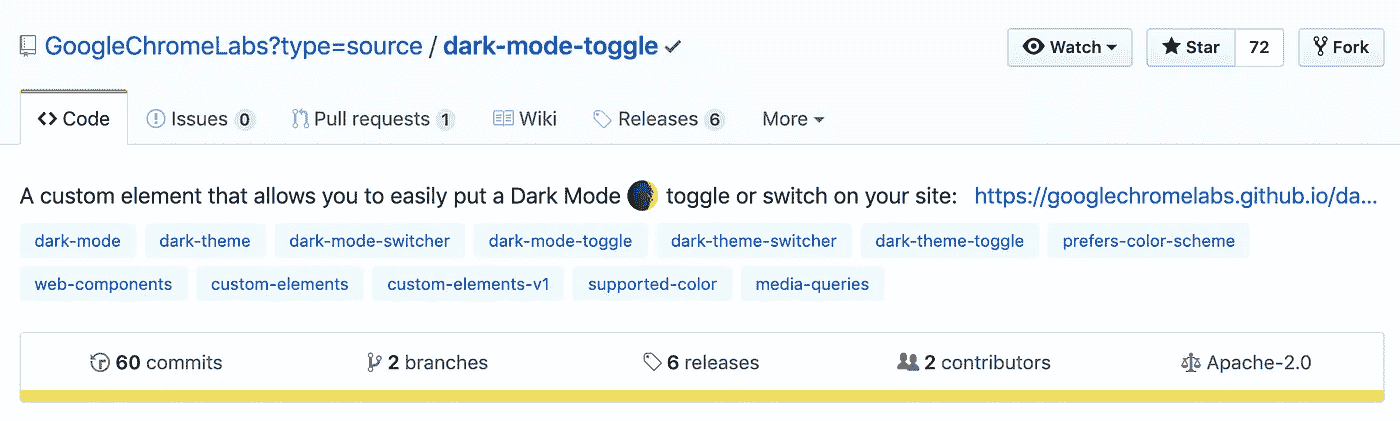 GoogleChromeLabs?type=source / dark-mode-toggle Watch Star 72 Fork
Code Issues 0 Pull requests 1 Wiki Releases 6 More
A custom element that allows you to easily put a Dark Mode 🌒 toggle or switch on your site: https://googlechromelabs.github.io/da...
dark-mode dark-theme dark-mode-switcher dark-mode-toggle dark-theme-switcher dark-theme-toggle prefers-color-scheme
web-components custom-elements custom-elements-v1 supported-color media-queries
60 commits 2 branches 6 releases 2 contributors Apache-2.0